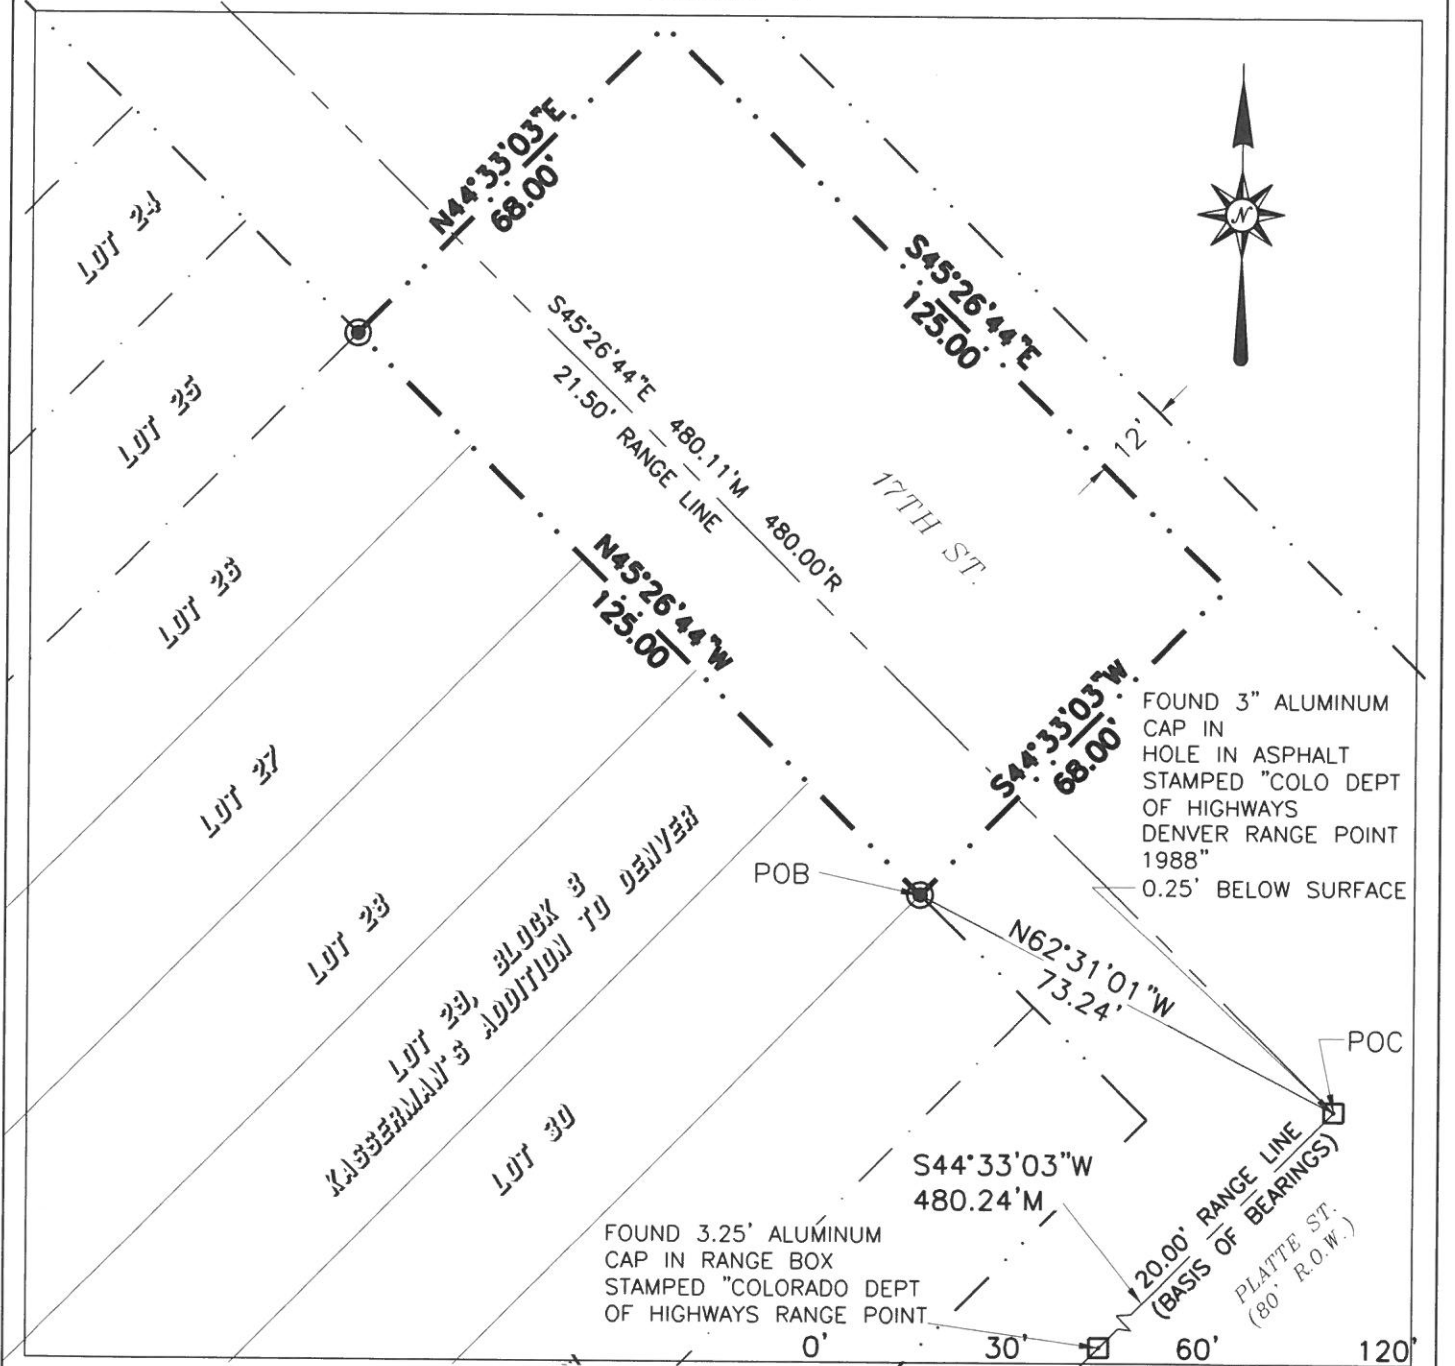 N44°33'03"E
68.00'
N
LOT 24
S45°26'44"E
125.00
S45°26'44"E 480.11'M 480.00'R
21.50' RANGE LINE
LOT 25
12'
17TH ST.
LOT 26
N45°26'44"W
125.00
S44°33'03"W
68.00'
FOUND 3" ALUMINUM
CAP IN
HOLE IN ASPHALT
STAMPED "COLO DEPT
OF HIGHWAYS
DENVER RANGE POINT
1988"
0.25' BELOW SURFACE
LOT 27
POB
LOT 28
LOT 29, BLOCK 8
KASSERMAN'S ADDITION TO DENVER
N62°31'01"W
73.24'
POC
LOT 30
S44°33'03"W
480.24'M
20.00' RANGE LINE
(BASIS OF BEARINGS)
PLATTE ST.
(80' R.O.W.)
FOUND 3.25' ALUMINUM
CAP IN RANGE BOX
STAMPED "COLORADO DEPT
OF HIGHWAYS RANGE POINT
0' 30' 60' 120'